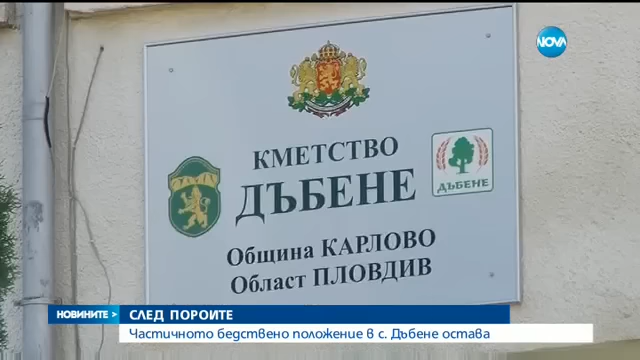 NOVA
КМЕТСТВО
ДЪБЕНЕ
ДЪБЕНЕ
Община КАРЛОВО
Област ПЛОВДИВ
НОВИНИТЕ
СЛЕД ПОРОИТЕ
Частичното бедствено положение в с. Дъбене остава